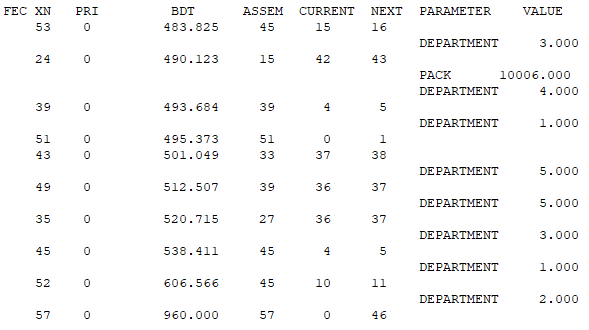 FEC XN PRI BDT ASSEM CURRENT NEXT PARAMETER VALUE
53 0 483.825 45 15 16
DEPARTMENT 3.000
24 0 490.123 15 42 43
PACK 10006.000
DEPARTMENT 4.000
39 0 493.684 39 4 5
DEPARTMENT 1.000
51 0 495.373 51 0 1
43 0 501.049 33 37 38
DEPARTMENT 5.000
49 0 512.507 39 36 37
DEPARTMENT 5.000
35 0 520.715 27 36 37
DEPARTMENT 3.000
45 0 538.411 45 4 5
DEPARTMENT 1.000
52 0 606.566 45 10 11
DEPARTMENT 2.000
57 0 960.000 57 0 46